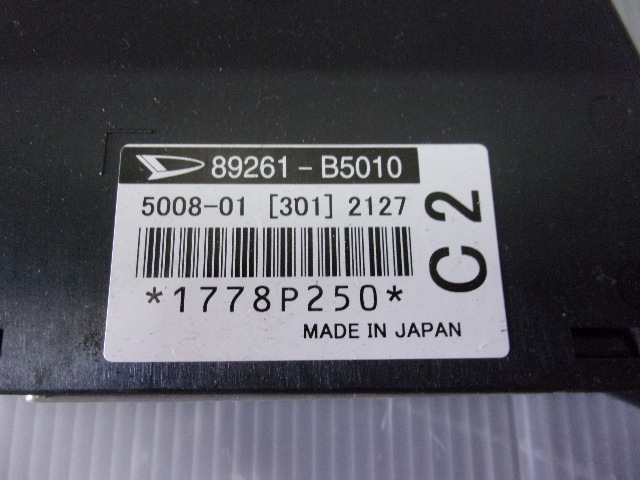 89261-B5010
5008-01 [301] 2127
*1778P250*
MADE IN JAPAN
C2